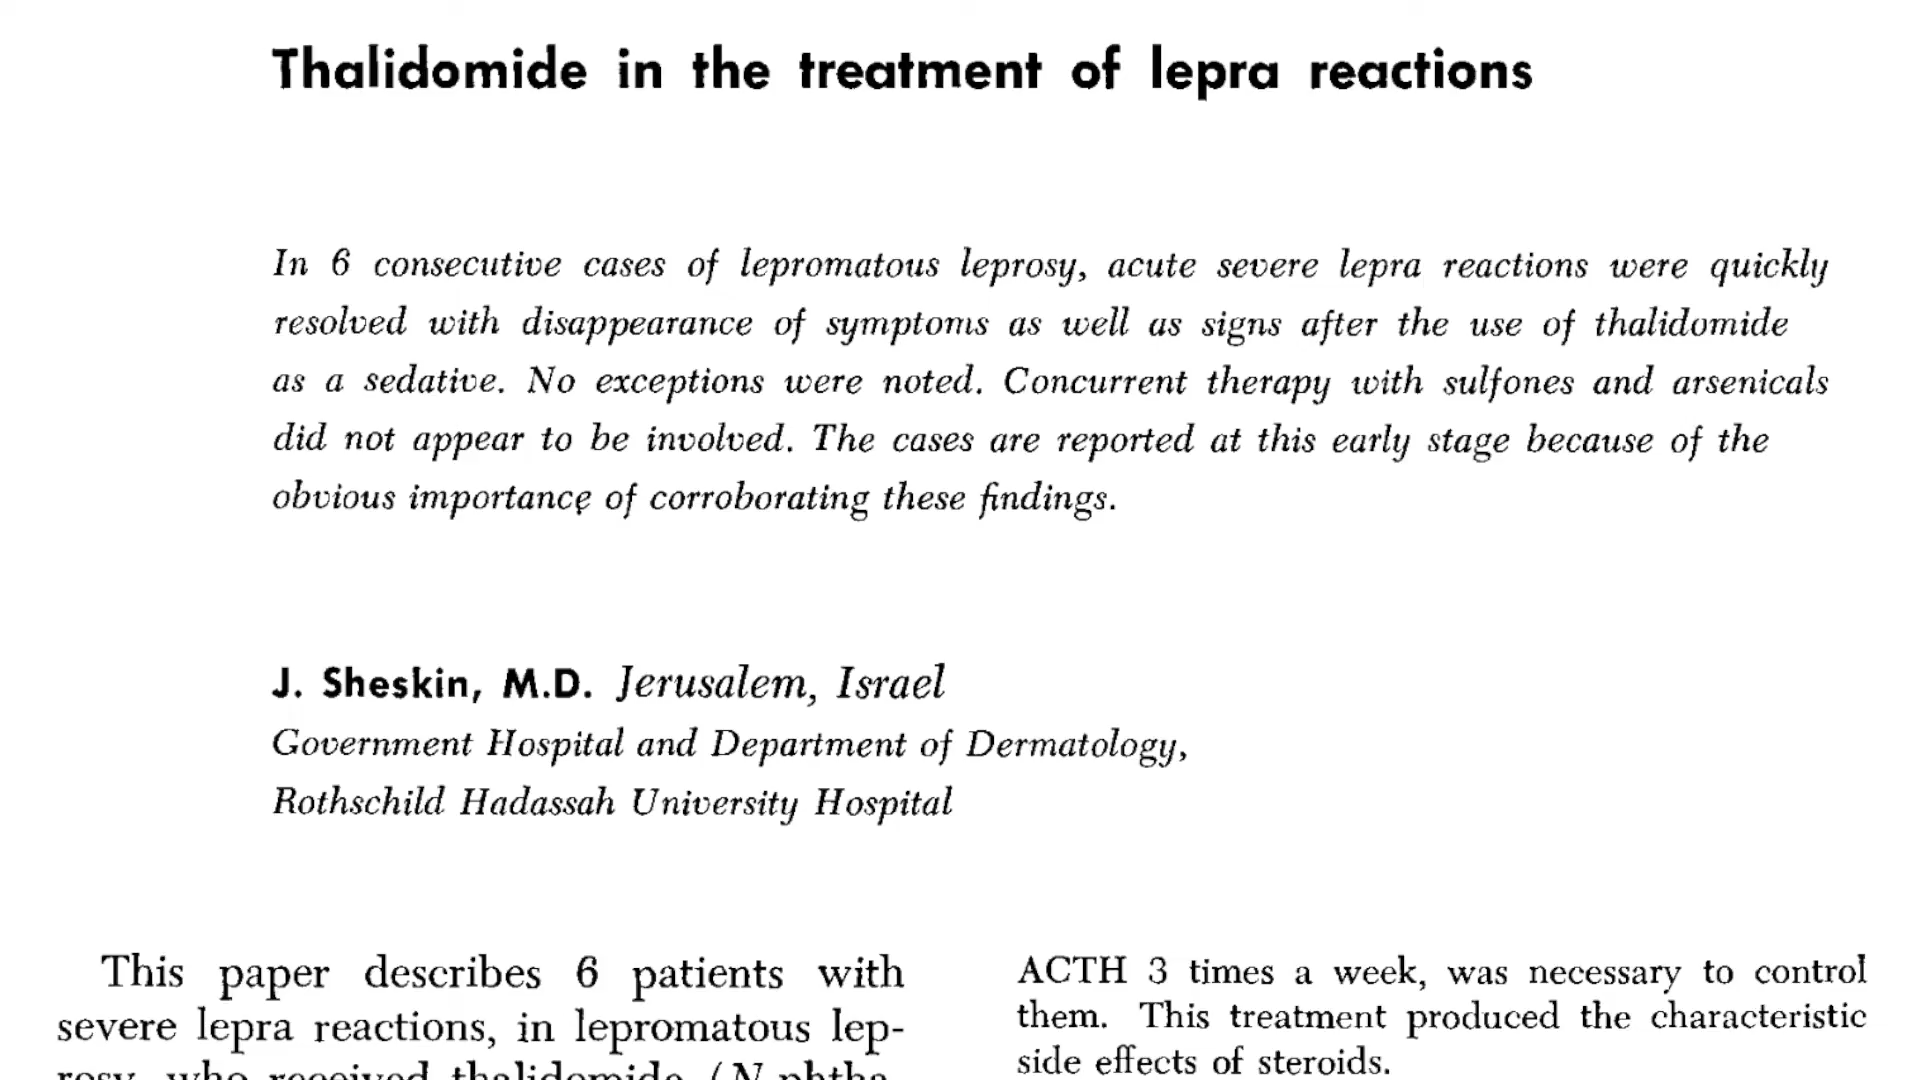 Thalidomide in the treatment of lepra reactions
In 6 consecutive cases of lepromatous leprosy, acute severe lepra reactions were quickly
resolved with disappearance of symptoms as well as signs after the use of thalidomide
as a sedative. No exceptions were noted. Concurrent therapy with sulfones and arsenicals
did not appear to be involved. The cases are reported at this early stage because of the
obvious importance of corroborating these findings.
J. Sheskin, M.D. Jerusalem, Israel
Government Hospital and Department of Dermatology,
Rothschild Hadassah University Hospital
This paper describes 6 patients with
severe lepra reactions, in lepromatous lep-
rosy, who received thalidomide (N-phtha-
ACTH 3 times a week, was necessary to control
them. This treatment produced the characteristic
side effects of steroids.